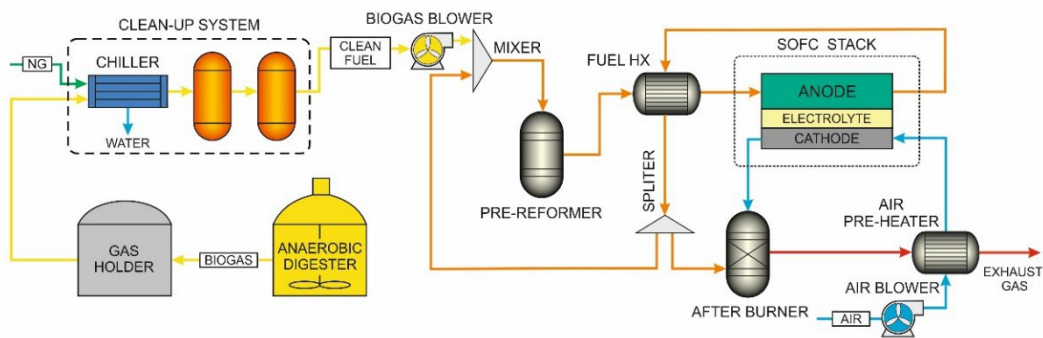 CLEAN-UP SYSTEM
NG
CHILLER
WATER
CLEAN
FUEL
BIOGAS BLOWER
MIXER
PRE-REFORMER
FUEL HX
SOFC STACK
ANODE
ELECTROLYTE
CATHODE
SPLITER
AIR
PRE-HEATER
GAS
HOLDER
BIOGAS
ANAEROBIC
DIGESTER
AFTER BURNER
AIR BLOWER
AIR
EXHAUST
GAS